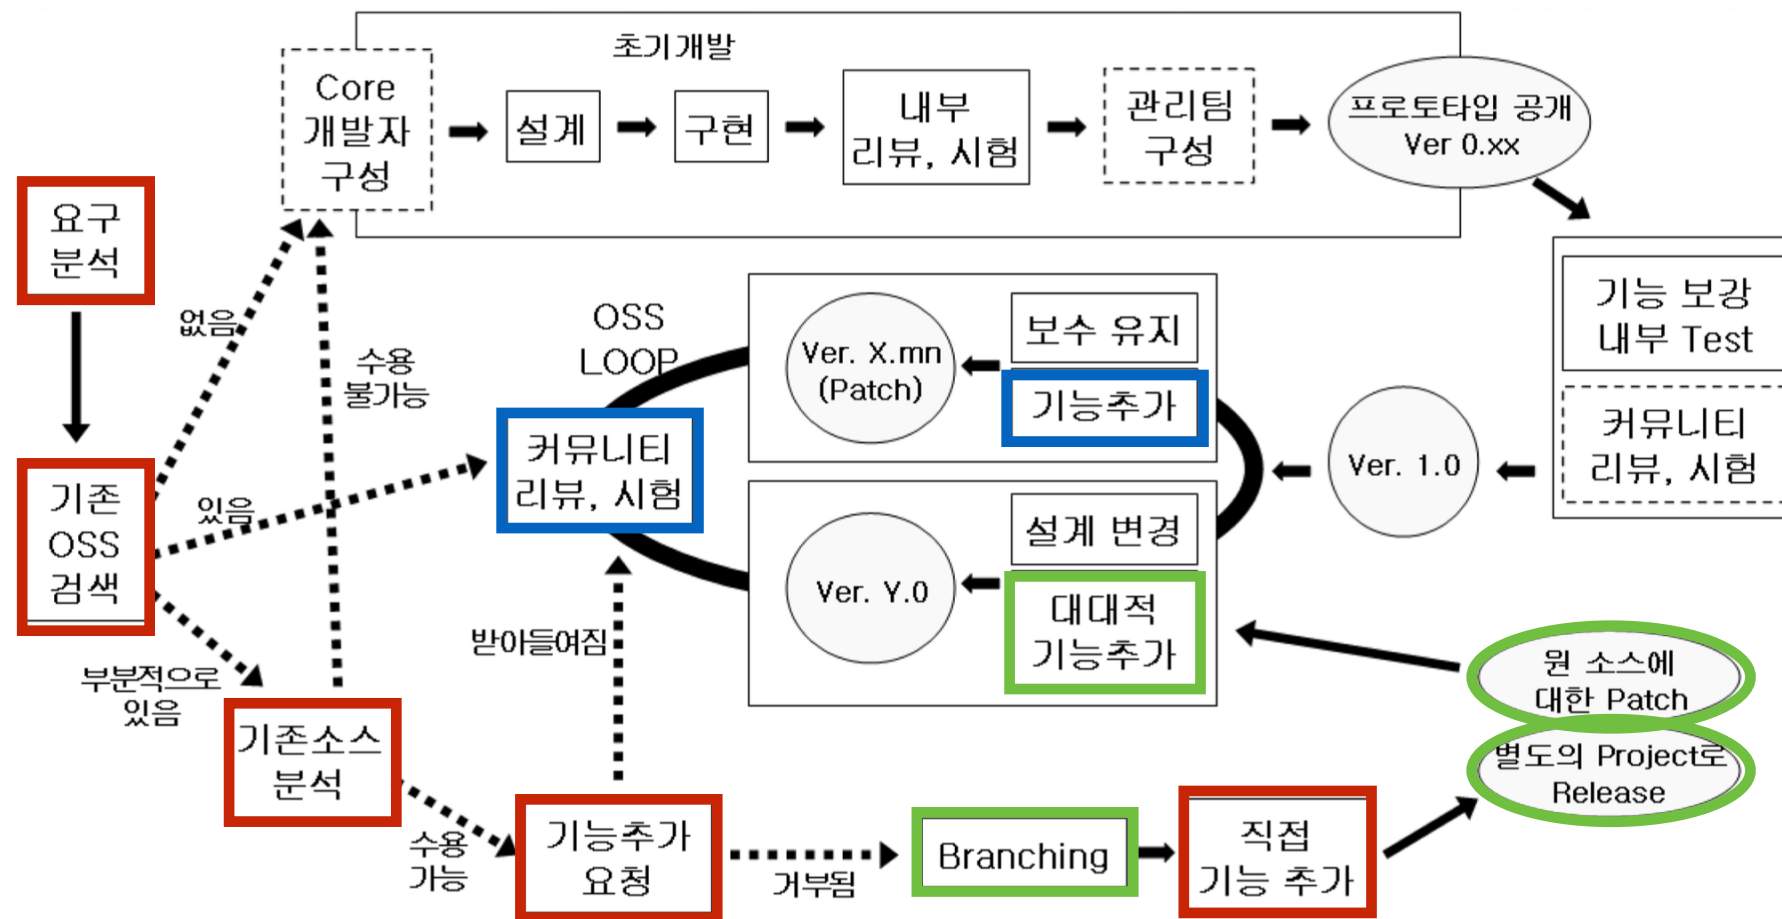 초기개발
Core
개발자
구성
설계
구현
내부
리뷰, 시험
관리팀
구성
프로토타입 공개
Ver 0.xx
요구
분석
없음
수용
불가능
OSS
LOOP
Ver. X.mn
(Patch)
보수 유지
기능추가
기능 보강
내부 Test
커뮤니티
리뷰, 시험
Ver. 1.0
커뮤니티
리뷰, 시험
기존
OSS
검색
있음
Ver. Y.0
설계 변경
대대적
기능추가
받아들여짐
부분적으로
있음
원 소스에
대한 Patch
별도의 Project로
Release
기존소스
분석
수용
가능
기능추가
요청
거부됨
Branching
직접
기능 추가